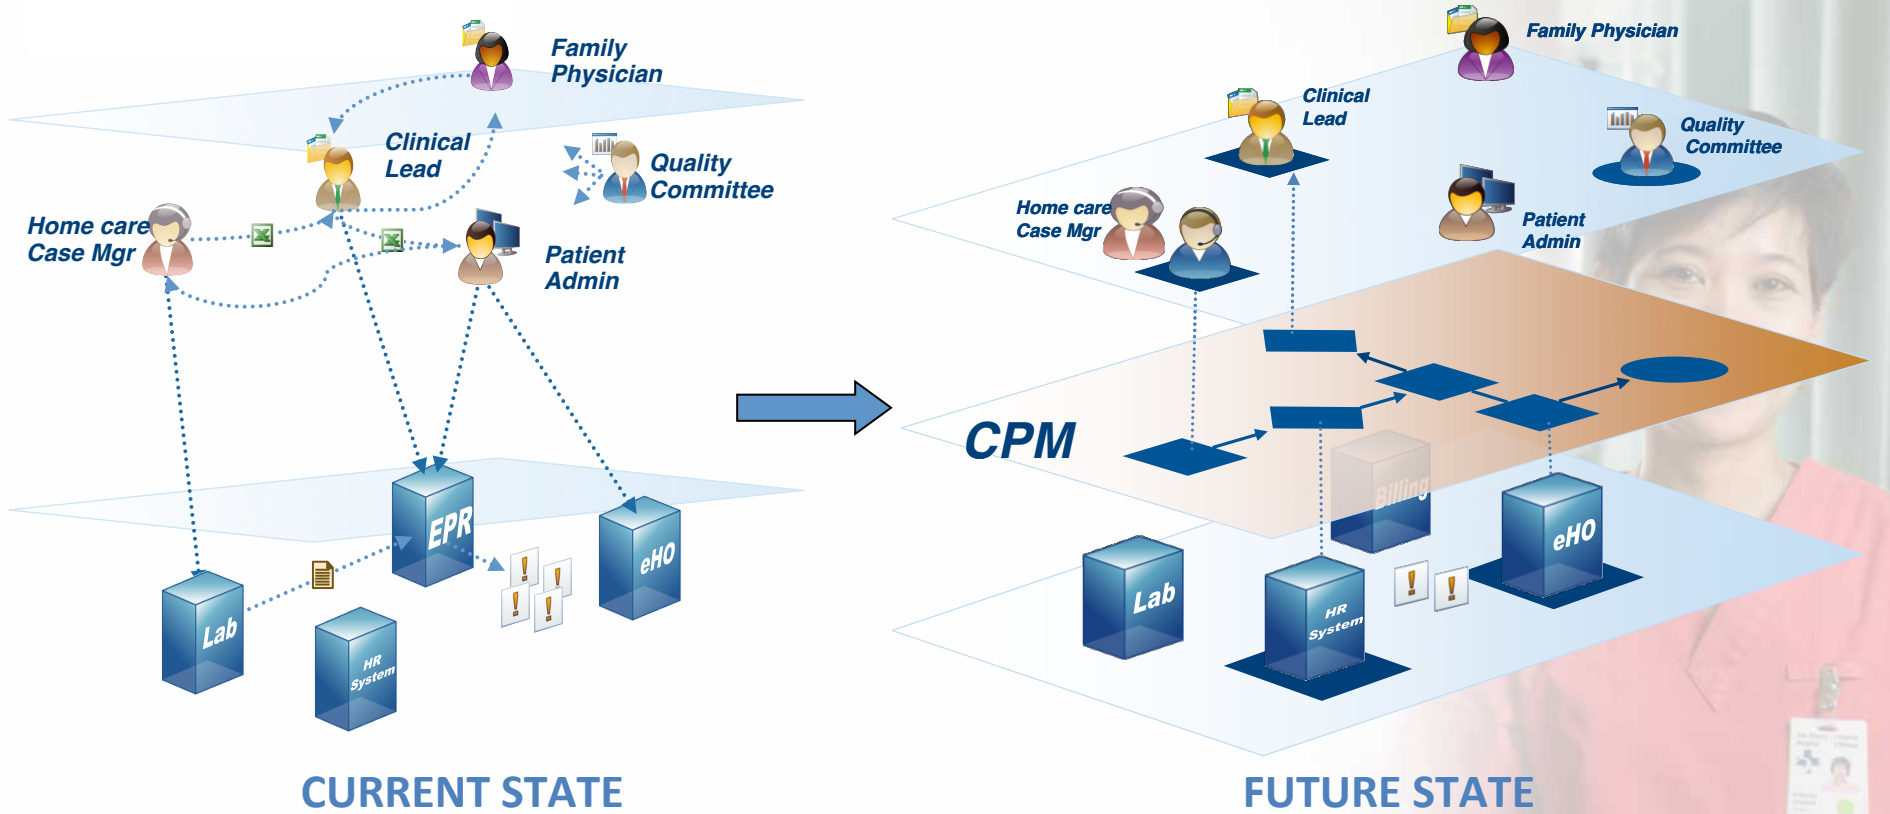 Family
Physician
Clinical
Lead
Quality
Committee
Home care
Case Mgr
Patient
Admin
EPR
eHO
Lab
HR
System
CURRENT STATE
Family Physician
Clinical
Lead
Quality
Committee
Home care
Case Mgr
Patient
Admin
CPM
Billing
eHO
Lab
HR
System
FUTURE STATE